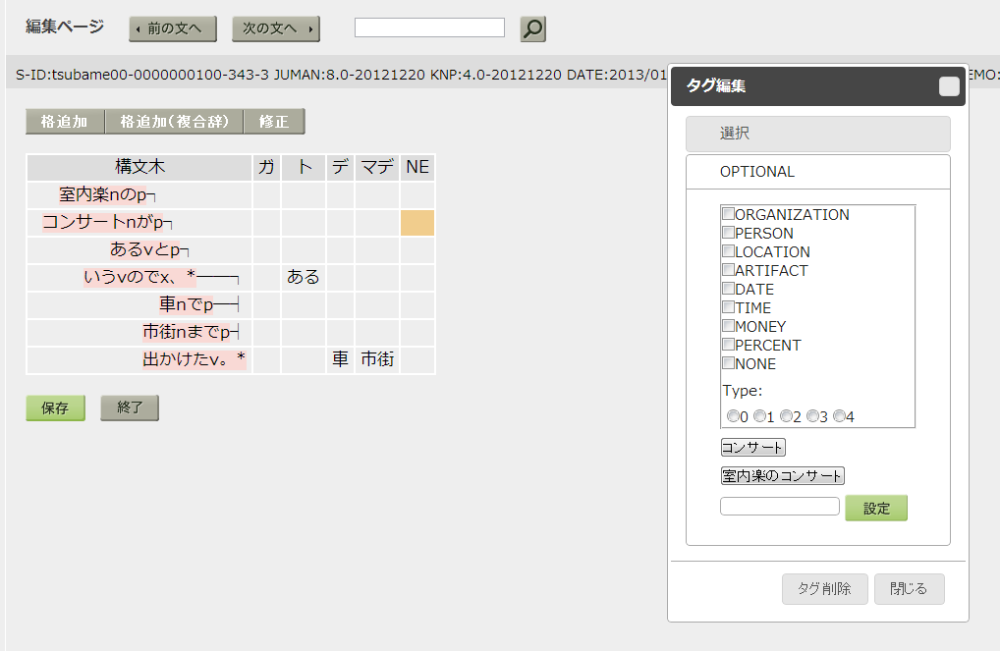 編集ページ ‹ 前の文へ 次の文へ ›
S-ID:tsubame00-0000000100-343-3 JUMAN:8.0-20121220 KNP:4.0-20121220 DATE:2013/01 EMO:
格追加 格追加(複合辞) 修正
構文木 ガ ト デ マデ NE
室内楽nのp┐
コンサートnがp┐
あるvとp┐
いうvのでx、*───┐ ある
車nでp─┤
市街nまでp┤
出かけたv。* 車 市街
保存 終了
タグ編集
選択
OPTIONAL
ORGANIZATION
PERSON
LOCATION
ARTIFACT
DATE
TIME
MONEY
PERCENT
NONE
Type:
0 1 2 3 4
コンサート
室内楽のコンサート
設定
タグ削除 閉じる